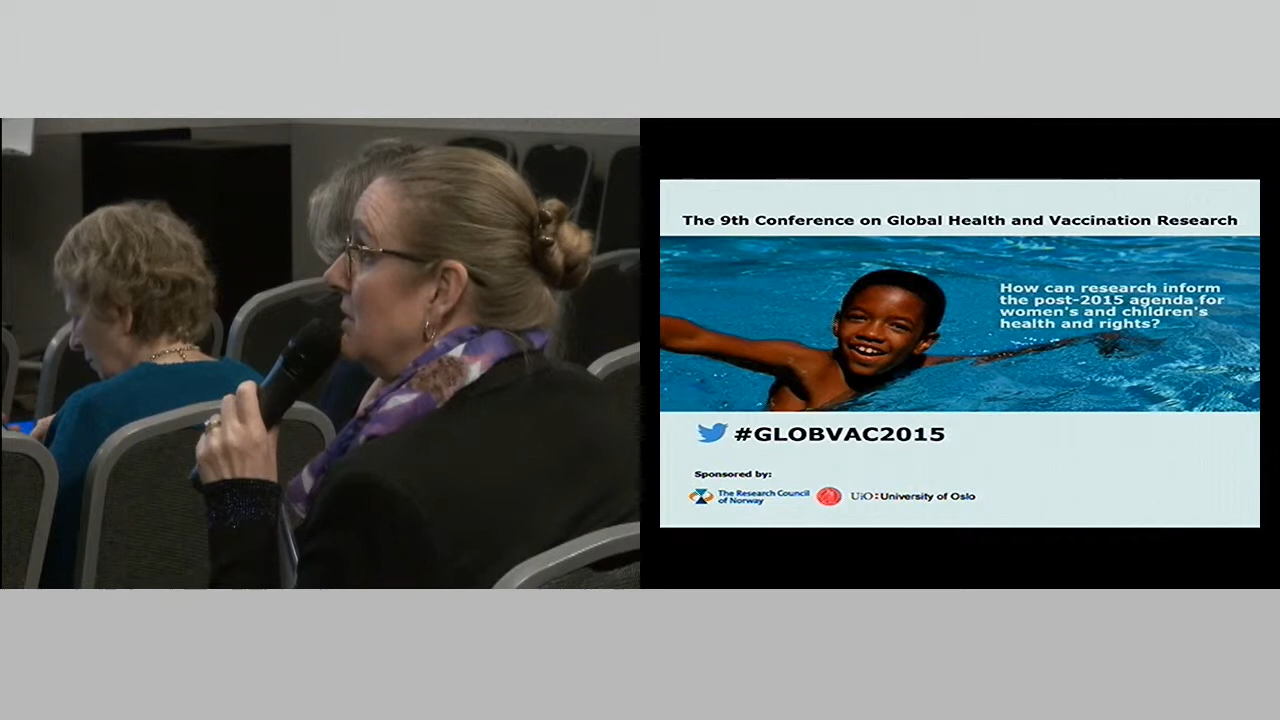 The 9th Conference on Global Health and Vaccination Research
How can research inform
the post-2015 agenda for
women's and children's
health and rights?
#GLOBVAC2015
Sponsored by:
The Research Council
of Norway
UiO: University of Oslo